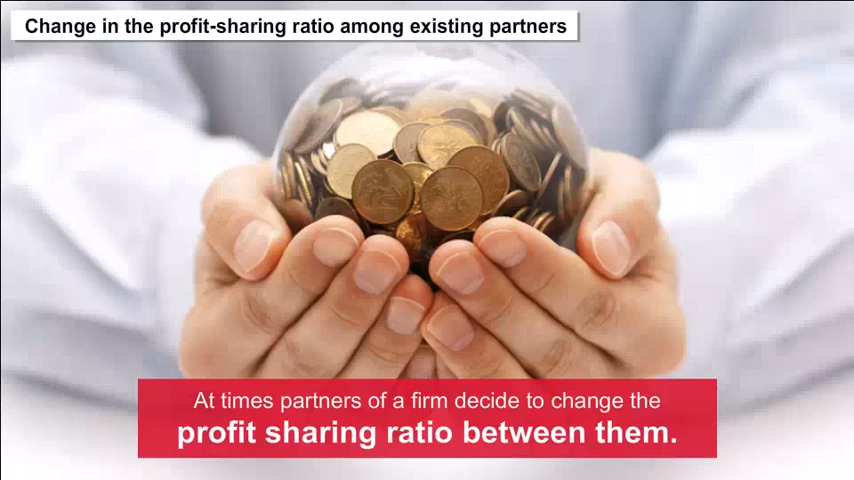 Change in the profit-sharing ratio among existing partners
At times partners of a firm decide to change the
profit sharing ratio between them.